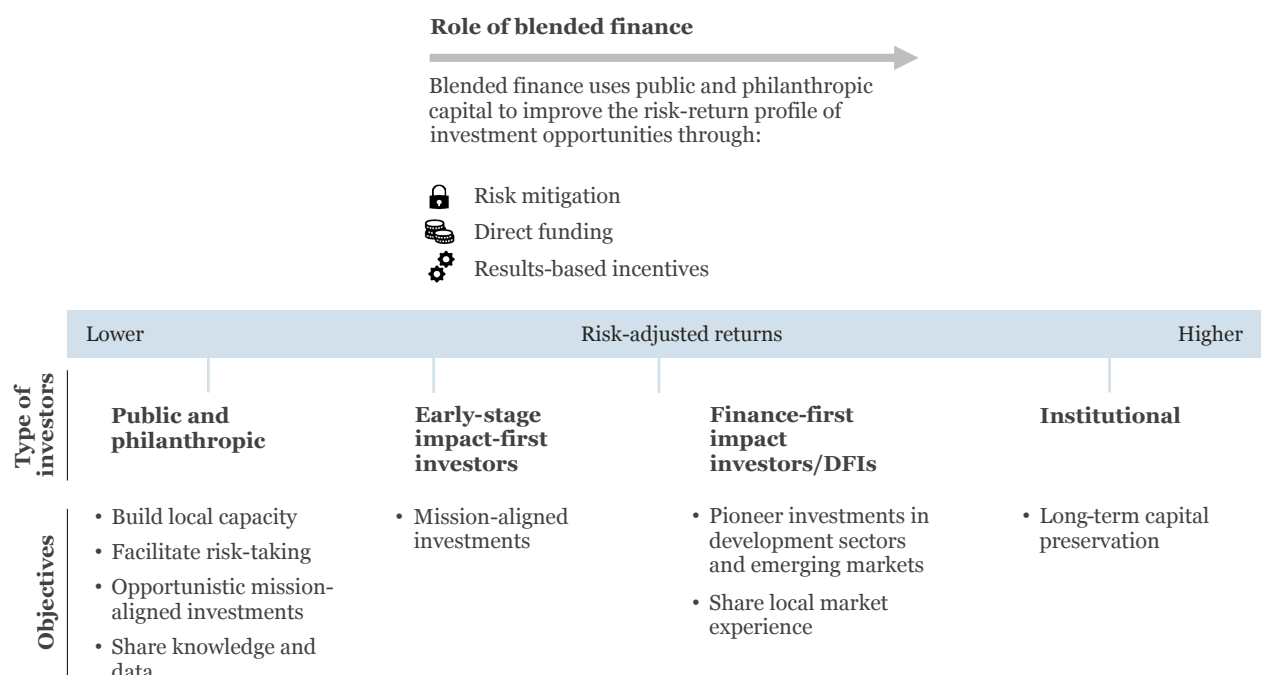 Role of blended finance
Blended finance uses public and philanthropic
capital to improve the risk-return profile of
investment opportunities through:
Risk mitigation
Direct funding
Results-based incentives
Lower
Risk-adjusted returns
Higher
Type of
investors
Public and
philanthropic
Early-stage
impact-first
investors
Finance-first
impact
investors/DFIs
Institutional
Objectives
• Build local capacity
• Facilitate risk-taking
• Opportunistic mission-
aligned investments
• Share knowledge and
data
• Mission-aligned
investments
• Pioneer investments in
development sectors
and emerging markets
• Share local market
experience
• Long-term capital
preservation